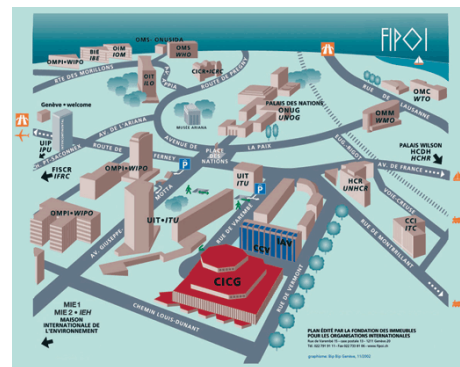 FIPOI
OMS • ONUSIDA
OMS
WHO
BIE
IBE
OIM
IOM
OMPI•WIPO
CICR•ICRC
RTE DES MORILLONS
OIT
ILO
APPIA
ROUTE DE PREGNY
OMC
WTO
RUE DE LAUSANNE
Genève • welcome
PALAIS DES NATIONS
ONUG
UNOG
MUSÉE ARIANA
OMM
WMO
AV. DE L'ARIANA
AVENUE DE LA PAIX
UIP
IPU
ROUTE DE FERNEY
PLACE
DES
NATIONS
PALAIS WILSON
HCDH
HCHR
AV. DE FRANCE
FISCR
IFRC
OMPI•WIPO
P
MOTTA
UIT
ITU
P
HCR
UNHCR
VOIE-CREUSE
OMPI•WIPO
UIT•ITU
RUE DE VAREMBÉ
CCV
CCI
ITC
RUE DE MONTBRILLANT
AV. GIUSEPPE-
CICG
RUE DE VERMONT
MIE 1
MIE 2 • IEH
MAISON
INTERNATIONALE
DE L'ENVIRONNEMENT
CHEMIN LOUIS-DUNANT
PLAN ÉDITÉ PAR LA FONDATION DES IMMEUBLES
POUR LES ORGANISATIONS INTERNATIONALES